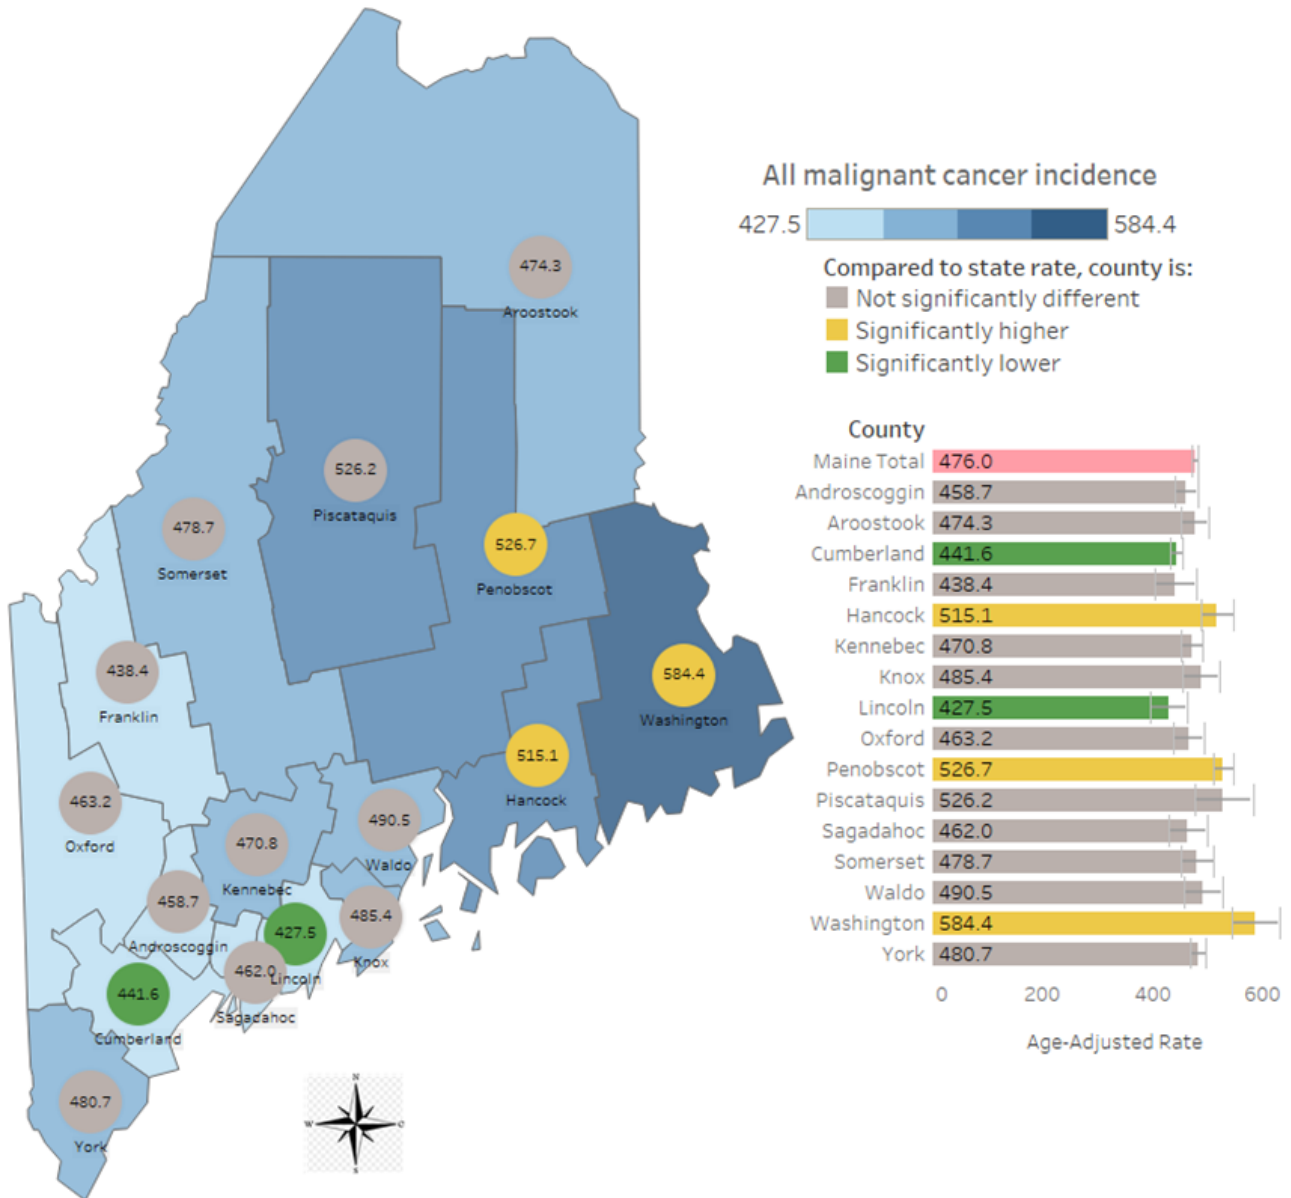 474.3
Aroostook
526.2
Piscataquis
478.7
Somerset
526.7
Penobscot
438.4
Franklin
584.4
Washington
515.1
Hancock
463.2
Oxford
490.5
Waldo
470.8
Kennebec
458.7
Androscoggin
485.4
Knox
427.5
Lincoln
462.0
Sagadahoc
441.6
Cumberland
480.7
York
N
W
S
All malignant cancer incidence
427.5 584.4
Compared to state rate, county is:
Not significantly different
Significantly higher
Significantly lower
County
Maine Total 476.0
Androscoggin 458.7
Aroostook 474.3
Cumberland 441.6
Franklin 438.4
Hancock 515.1
Kennebec 470.8
Knox 485.4
Lincoln 427.5
Oxford 463.2
Penobscot 526.7
Piscataquis 526.2
Sagadahoc 462.0
Somerset 478.7
Waldo 490.5
Washington 584.4
York 480.7
0 200 400 600
Age-Adjusted Rate